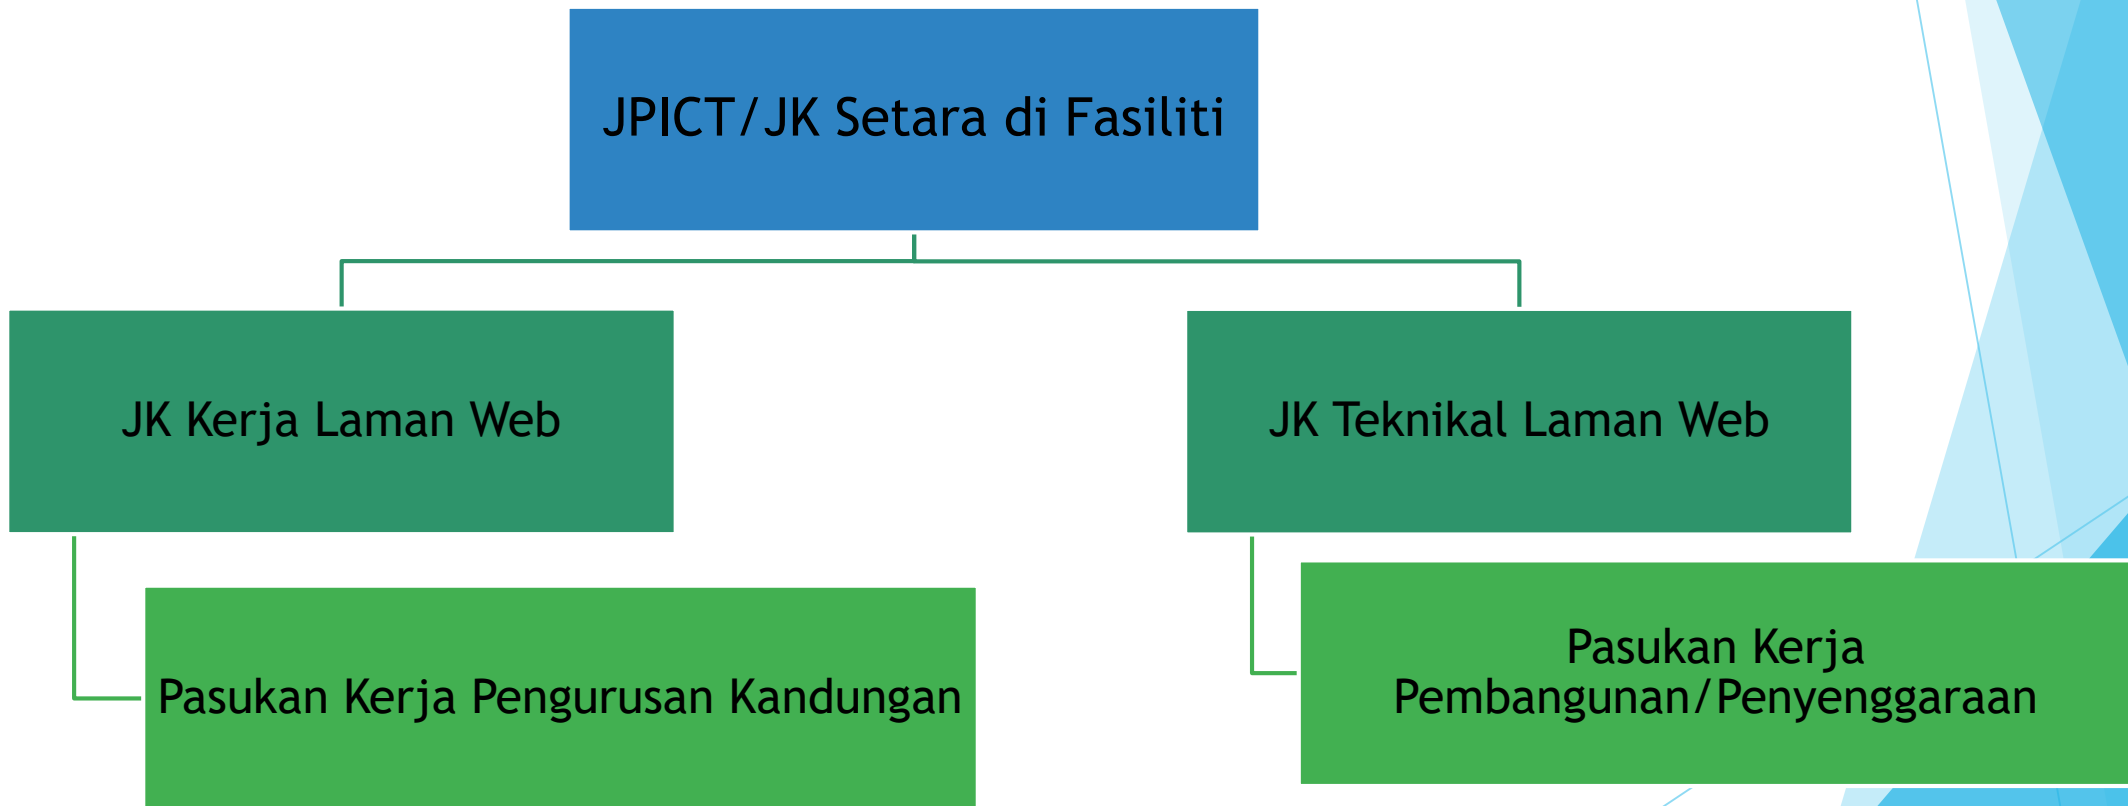 JPICT/JK Setara di Fasiliti
JK Kerja Laman Web
JK Teknikal Laman Web
Pasukan Kerja Pengurusan Kandungan
Pasukan Kerja
Pembangunan/Penyenggaraan